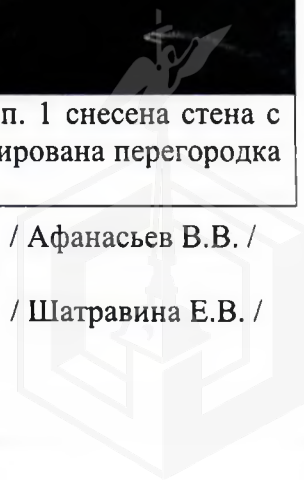 п. 1 снесена стена с
ирована перегородка
/ Афанасьев В.В. /
/ Шатравина Е.В. /